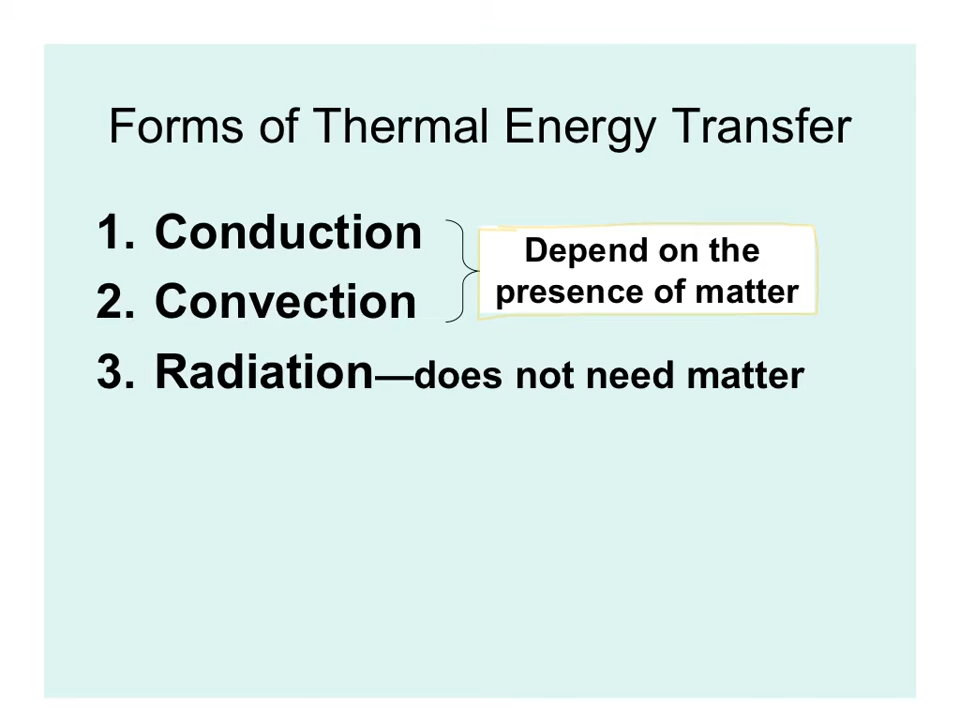 Forms of Thermal Energy Transfer
1. Conduction
2. Convection
Depend on the
presence of matter
3. Radiation—does not need matter